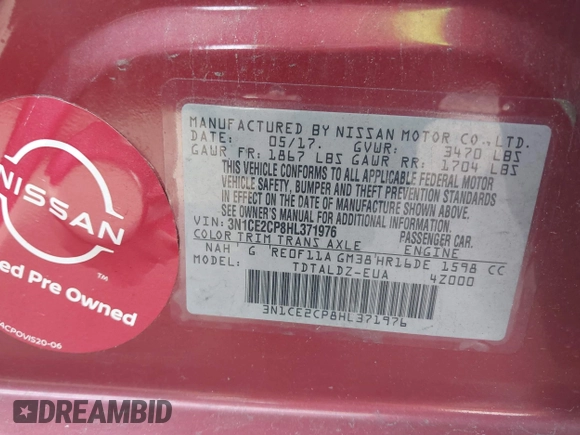 MANUFACTURED BY NISSAN MOTOR CO., LTD.
DATE: 05/17. GVWR: 3470 LBS
GAWR FR: 1867 LBS GAWR RR: 1704 LBS
THIS VEHICLE CONFORMS TO ALL APPLICABLE FEDERAL MOTOR
VEHICLE SAFETY, BUMPER AND THEFT PREVENTION STANDARDS
IN EFFECT ON THE DATE OF MANUFACTURE SHOWN ABOVE.
SEE OWNER'S MANUAL FOR ADDITIONAL INFORMATION.
VIN: 3N1CE2CP8HL371976 PASSENGER CAR.
COLOR TRIM TRANS AXLE ENGINE
NAH G RE0F11A GM38 HR16DE 1598 CC
MODEL: TDTALDZ-EUA 4Z000
3N1CE2CP8HL371976
NISSAN
ed Pre Owned
ACPOVIS20-06
DREAMBID